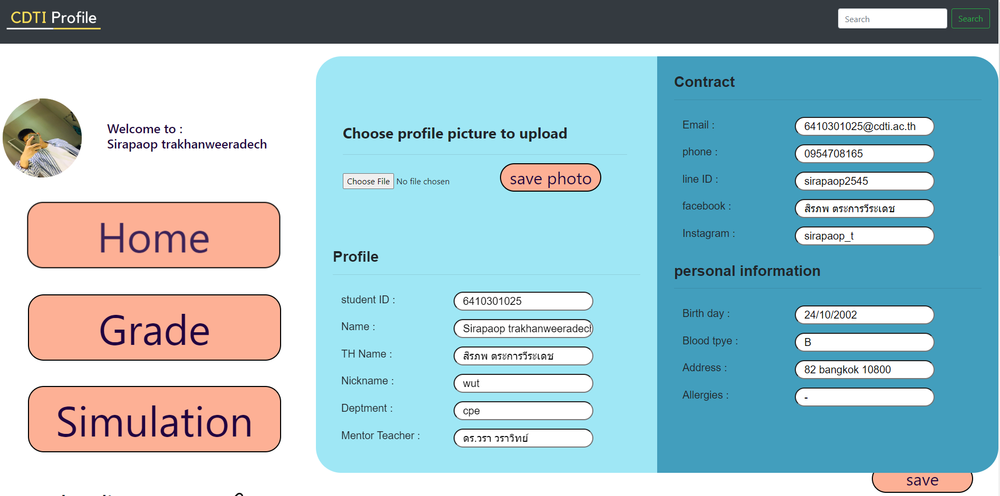 CDTI Profile
Search
Search
Welcome to :
Sirapaop trakhanweeradech
Home
Grade
Simulation
Choose profile picture to upload
Choose File No file chosen
save photo
Profile
student ID : 6410301025
Name : Sirapaop trakhanweeradech
TH Name : สิรภพ ตระการวีระเดช
Nickname : wut
Deptment : cpe
Mentor Teacher : ดร.วรา วราวิทย์
Contract
Email : 6410301025@cdti.ac.th
phone : 0954708165
line ID : sirapaop2545
facebook : สิรภพ ตระการวีระเดช
Instagram : sirapaop_t
personal information
Birth day : 24/10/2002
Blood tpye : B
Address : 82 bangkok 10800
Allergies : -
save